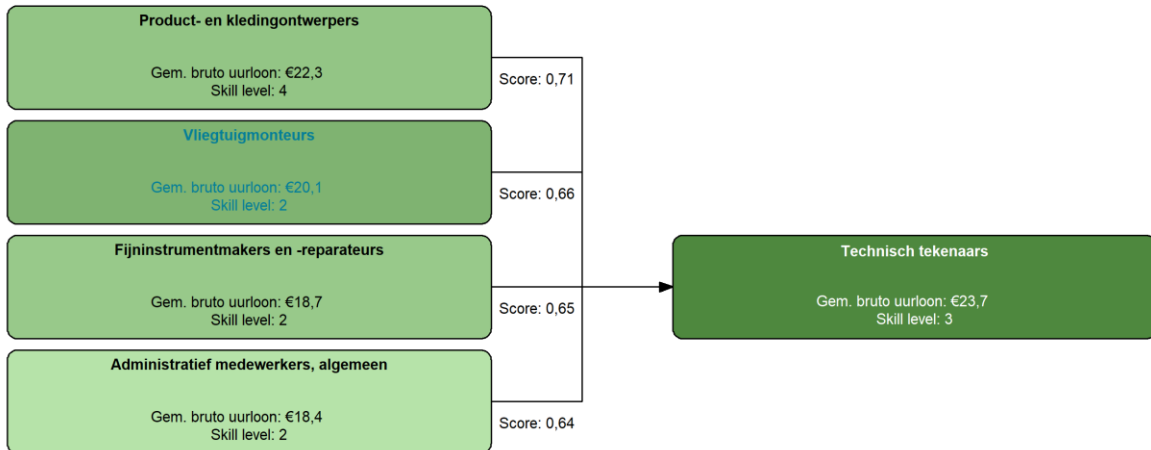 Product- en kledingontwerpers
Gem. bruto uurloon: €22,3
Skill level: 4
Score: 0,71
Vliegtuigmonteurs
Gem. bruto uurloon: €20,1
Skill level: 2
Score: 0,66
Fijninstrumentmakers en -reparateurs
Gem. bruto uurloon: €18,7
Skill level: 2
Score: 0,65
Administratief medewerkers, algemeen
Gem. bruto uurloon: €18,4
Skill level: 2
Score: 0,64
Technisch tekenaars
Gem. bruto uurloon: €23,7
Skill level: 3